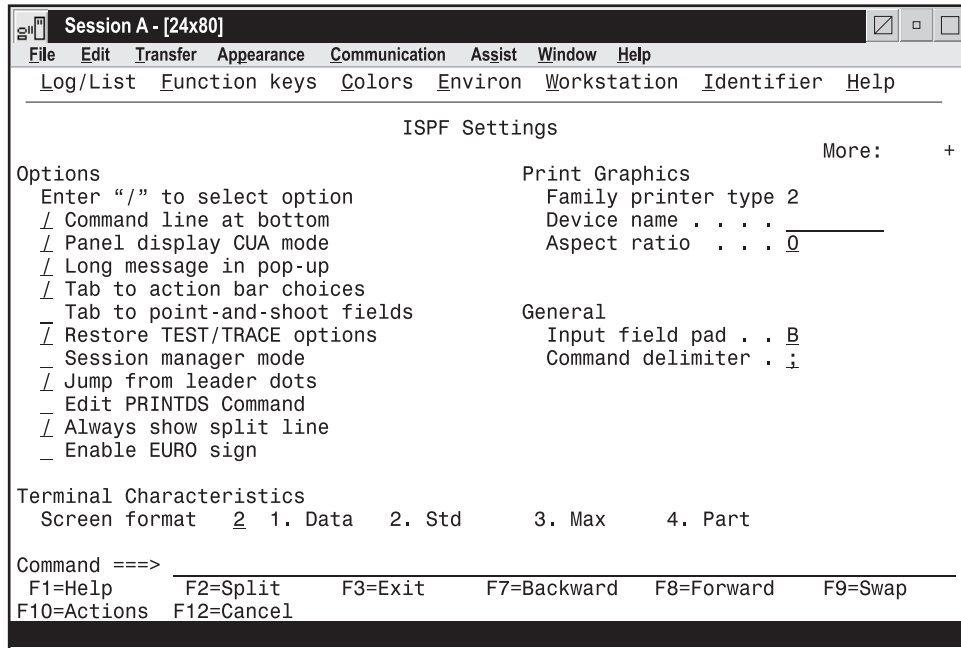 Session A - [24x80]
File Edit Transfer Appearance Communication Assist Window Help
Log/List Function keys Colors Environ Workstation Identifier Help
ISPF Settings
More: +
Options Print Graphics
Enter “/” to select option Family printer type 2
/ Command line at bottom Device name . . . . ________
/ Panel display CUA mode Aspect ratio . . . 0
/ Long message in pop-up
/ Tab to action bar choices
_ Tab to point-and-shoot fields General
/ Restore TEST/TRACE options Input field pad . . B
_ Session manager mode Command delimiter . ;
/ Jump from leader dots
_ Edit PRINTDS Command
/ Always show split line
_ Enable EURO sign
Terminal Characteristics
Screen format 2 1. Data 2. Std 3. Max 4. Part
Command ===>
F1=Help F2=Split F3=Exit F7=Backward F8=Forward F9=Swap
F10=Actions F12=Cancel